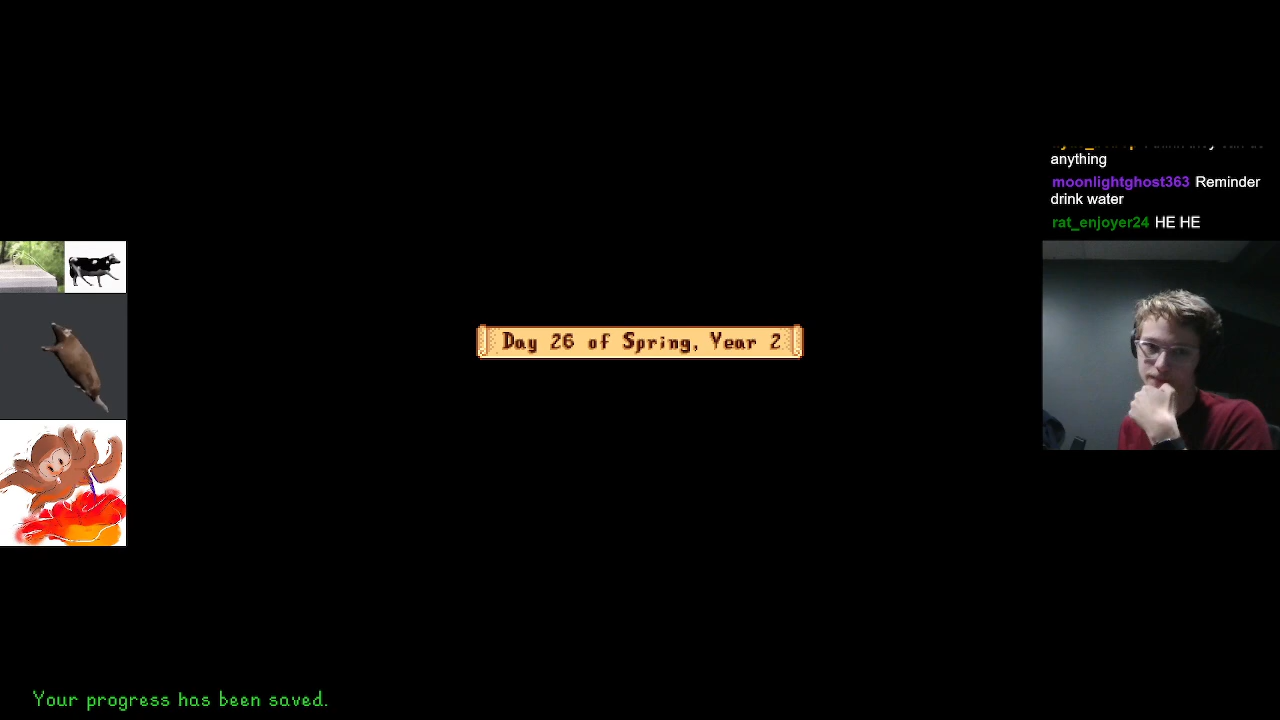 anything
moonlightghost363 Reminder
drink water
rat_enjoyer24 HE HE
Day 26 of Spring, Year 2
Your progress has been saved.